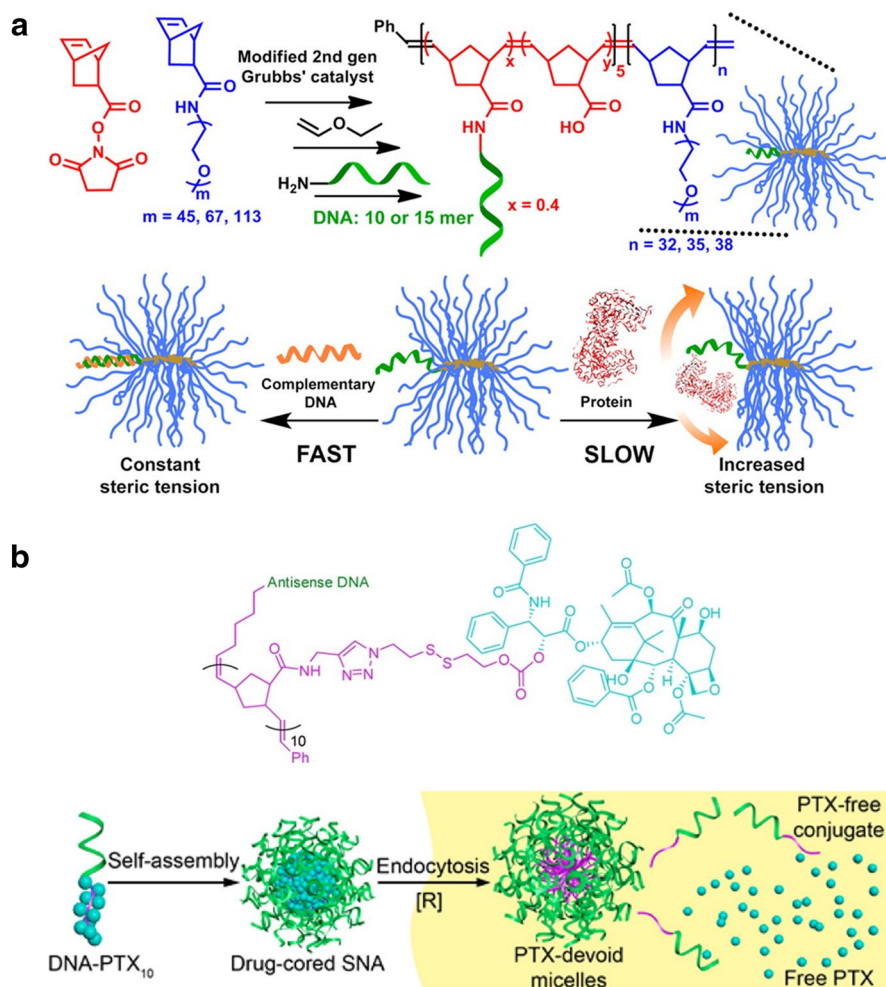 a
Ph
x
y
5
n
Modified 2nd gen
Grubbs' catalyst
O
O
N
O
O
O
HN
O
m
m = 45, 67, 113
H₂N
DNA: 10 or 15 mer
O
HN
x = 0.4
O
HO
O
HN
O
m
n = 32, 35, 38
Complementary
DNA
FAST
Constant
steric tension
Protein
SLOW
Increased
steric tension
b
Antisense DNA
O
N
H
N
N=N
S
S
O
O
O
10
Ph
O
NH
O
O
O
O
O
OH
HO
O
O
H
O
O
O
Self-assembly
DNA-PTX₁₀
Drug-cored SNA
Endocytosis
[R]
PTX-devoid
micelles
PTX-free
conjugate
Free PTX